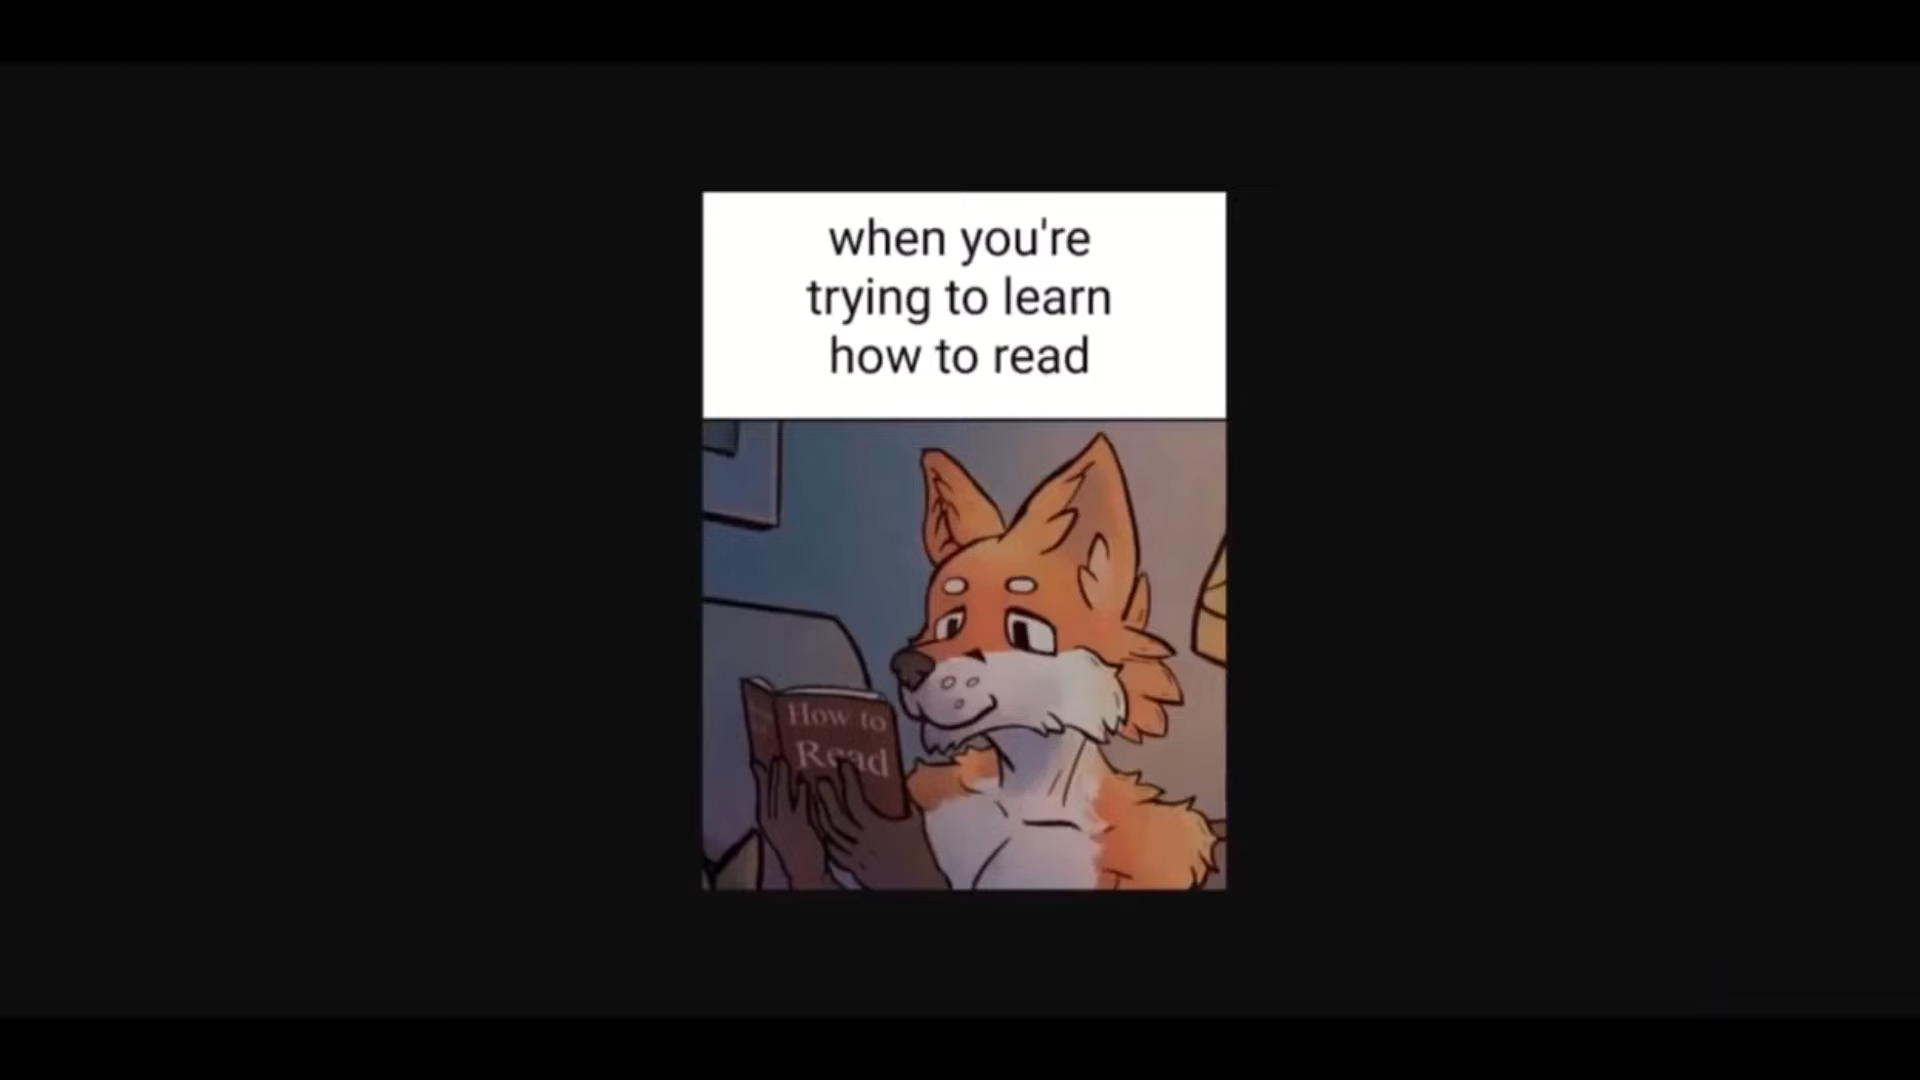 when you're
trying to learn
how to read
How to
Read